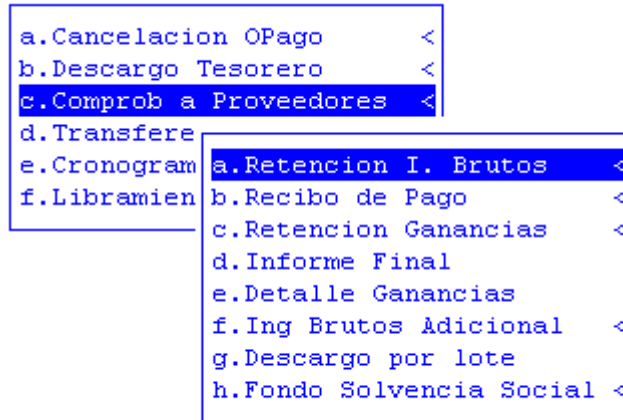 a.Cancelacion OPago <
b.Descargo Tesorero <
c.Comprob a Proveedores <
d.Transfere
e.Cronogram
f.Libramien
a.Retencion I. Brutos <
b.Recibo de Pago <
c.Retencion Ganancias <
d.Informe Final
e.Detalle Ganancias
f.Ing Brutos Adicional <
g.Descargo por lote
h.Fondo Solvencia Social <